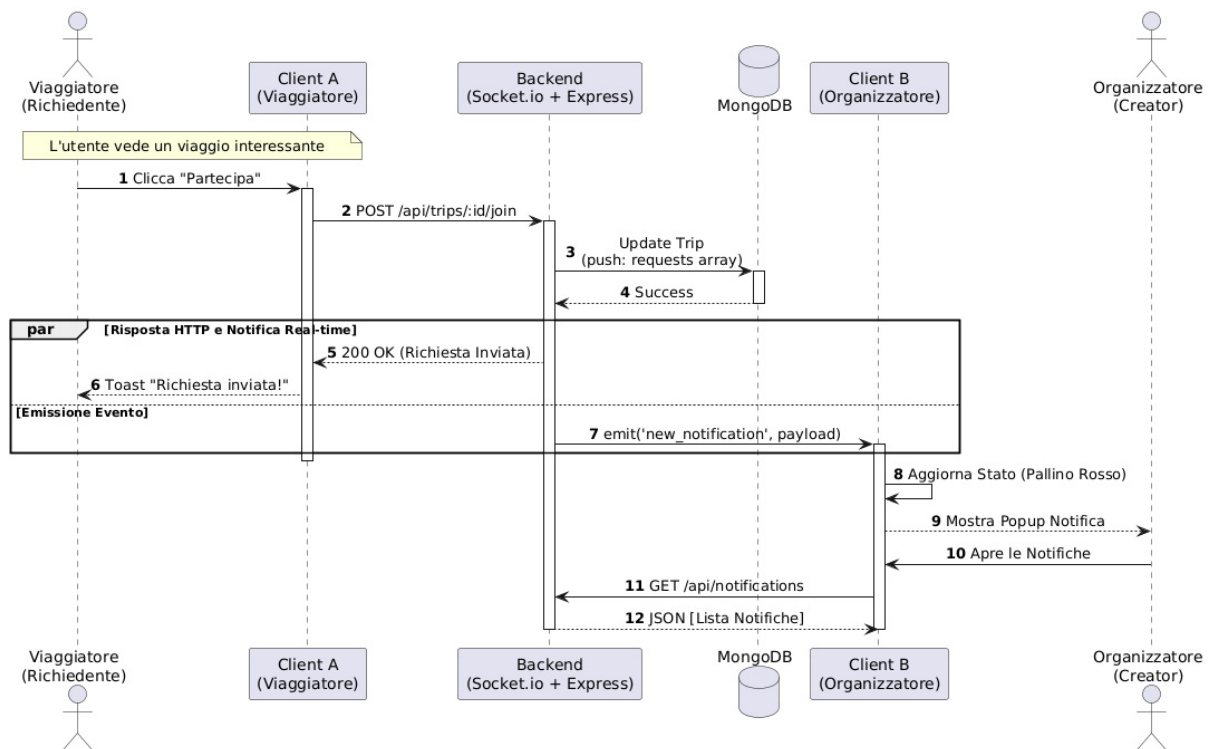 Viaggiatore
(Richiedente)
Client A
(Viaggiatore)
Backend
(Socket.io + Express)
MongoDB
Client B
(Organizzatore)
Organizzatore
(Creator)
L'utente vede un viaggio interessante
1 Clicca "Partecipa"
2 POST /api/trips/:id/join
3 Update Trip
(push: requests array)
4 Success
par [Risposta HTTP e Notifica Real-time]
5 200 OK (Richiesta Inviata)
6 Toast "Richiesta inviata!"
[Emissione Evento]
7 emit('new_notification', payload)
8 Aggiorna Stato (Pallino Rosso)
9 Mostra Popup Notifica
10 Apre le Notifiche
11 GET /api/notifications
12 JSON [Lista Notifiche]
Viaggiatore
(Richiedente)
Client A
(Viaggiatore)
Backend
(Socket.io + Express)
MongoDB
Client B
(Organizzatore)
Organizzatore
(Creator)